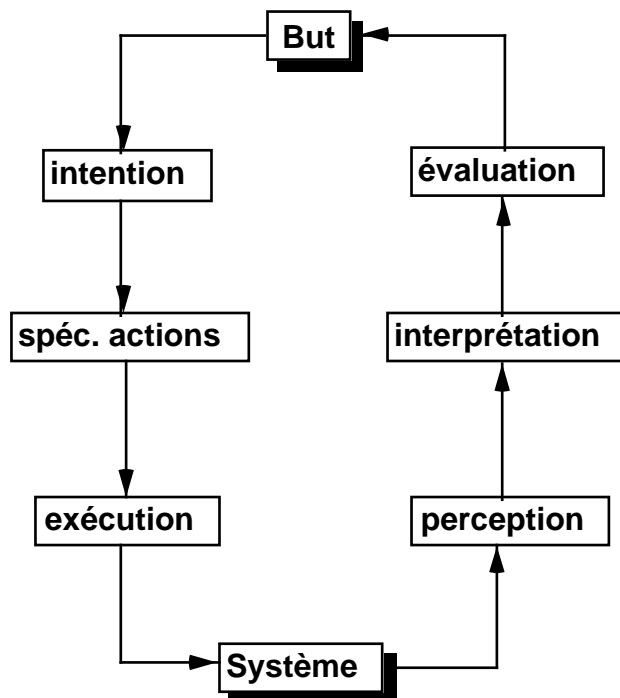 But
intention
évaluation
spéc. actions
interprétation
exécution
perception
Système